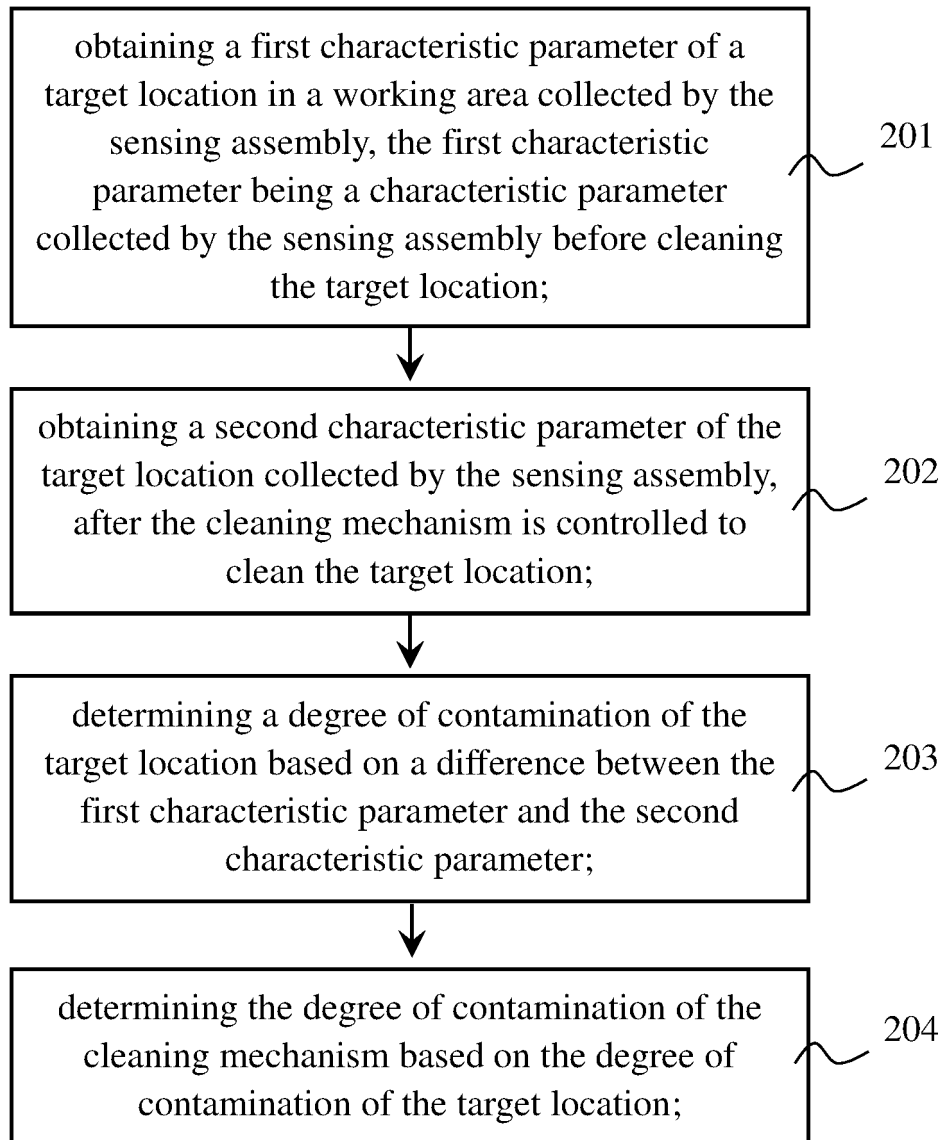 obtaining a first characteristic parameter of a
target location in a working area collected by the
sensing assembly, the first characteristic
parameter being a characteristic parameter
collected by the sensing assembly before cleaning
the target location;
201
obtaining a second characteristic parameter of the
target location collected by the sensing assembly,
after the cleaning mechanism is controlled to
clean the target location;
202
determining a degree of contamination of the
target location based on a difference between the
first characteristic parameter and the second
characteristic parameter;
203
determining the degree of contamination of the
cleaning mechanism based on the degree of
contamination of the target location;
204